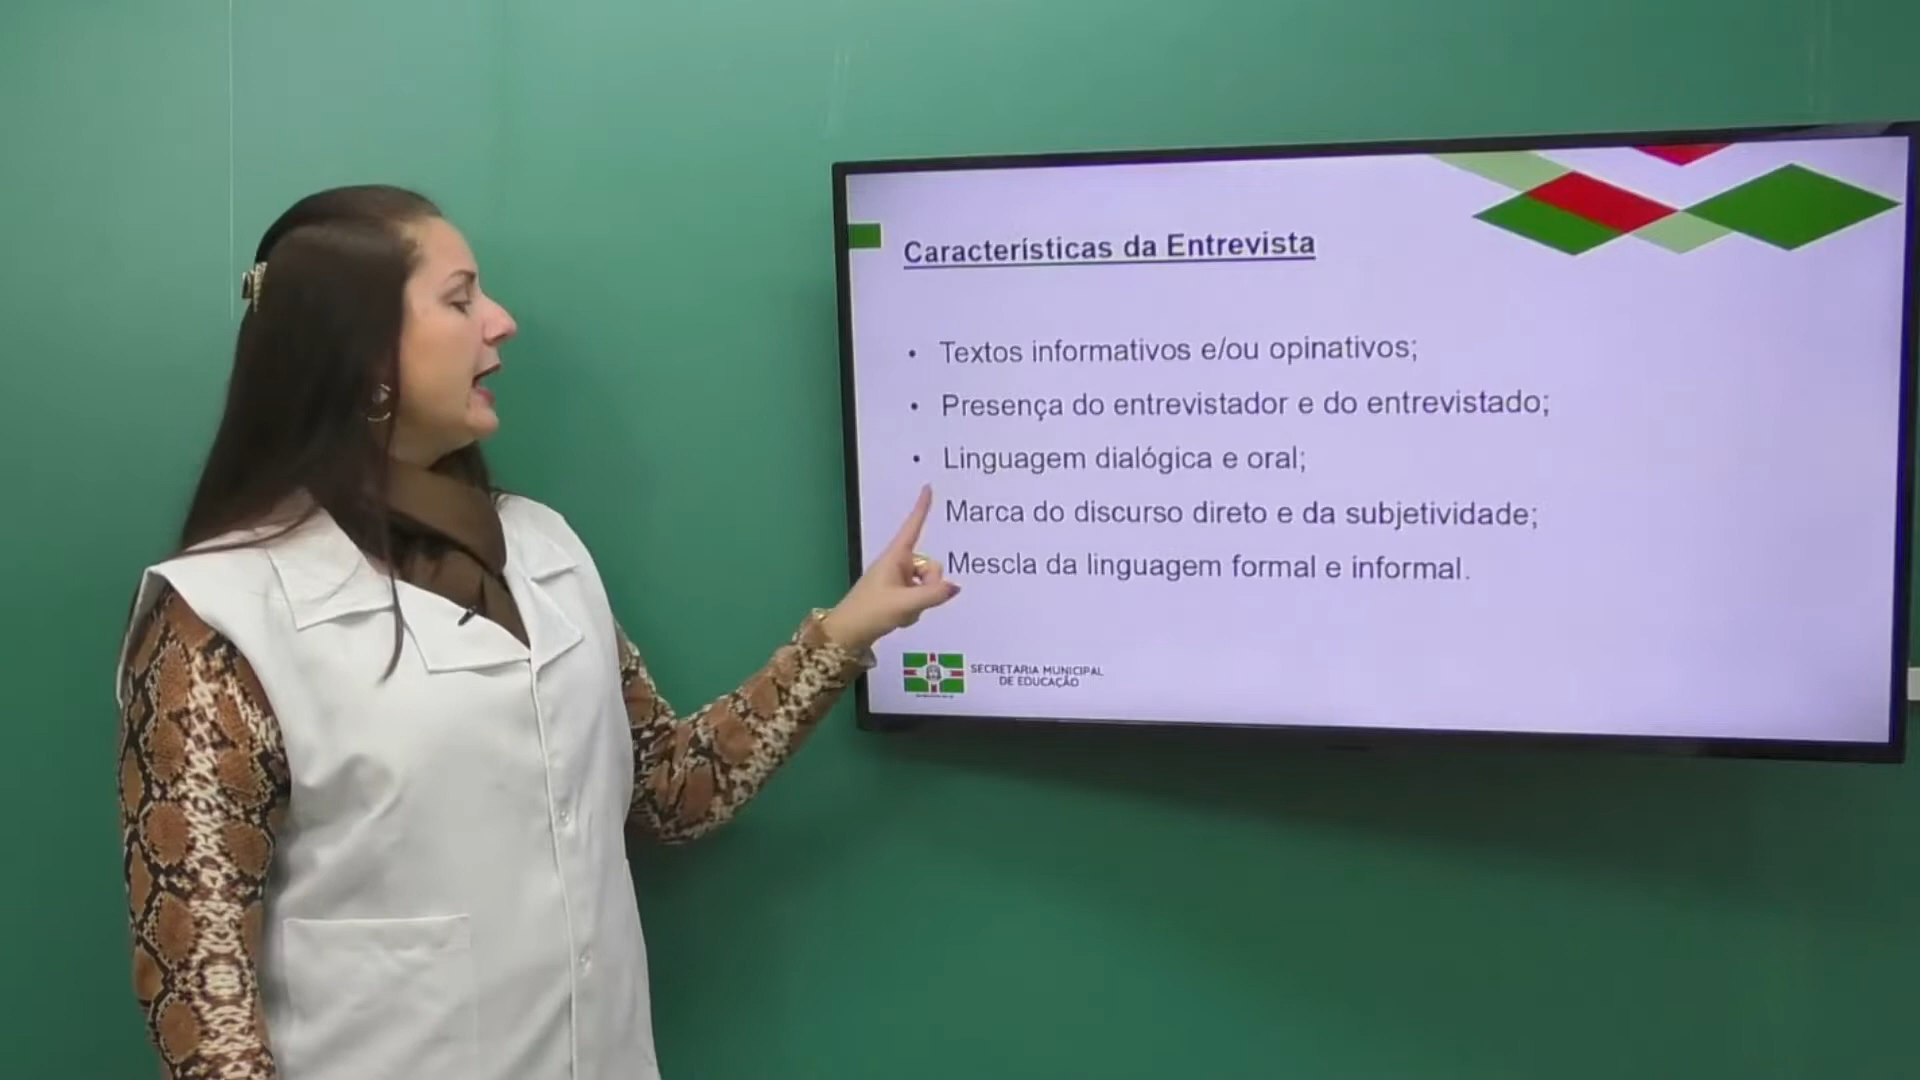 Características da Entrevista
• Textos informativos e/ou opinativos;
• Presença do entrevistador e do entrevistado;
• Linguagem dialógica e oral;
Marca do discurso direto e da subjetividade;
Mescla da linguagem formal e informal.
SECRETARIA MUNICIPAL
DE EDUCAÇÃO